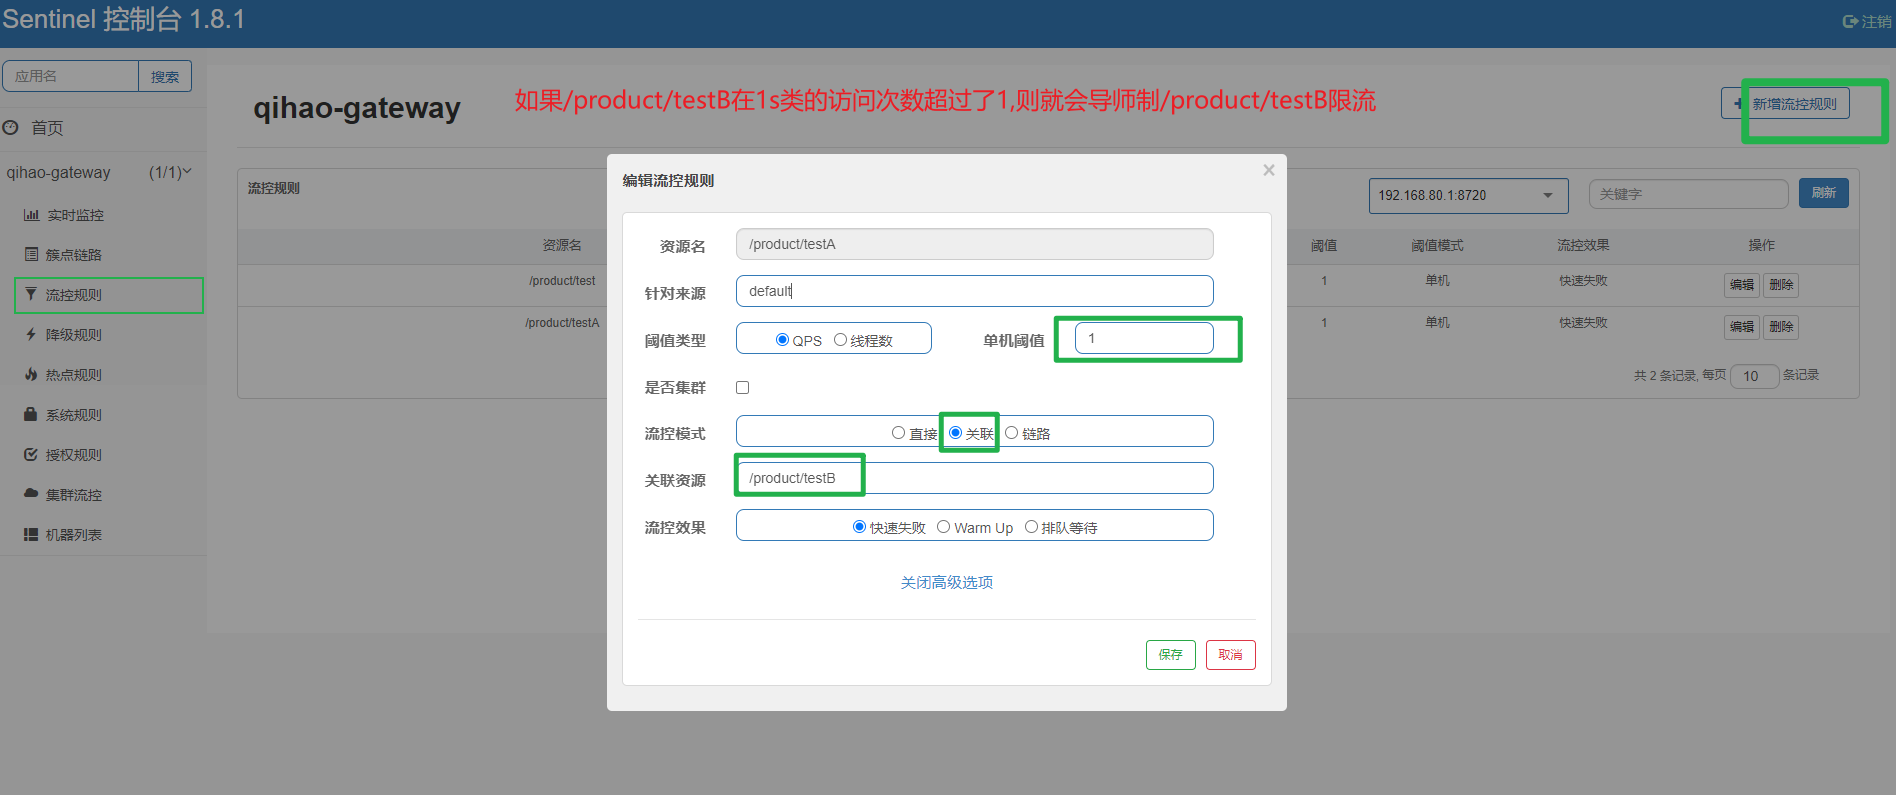 Sentinel 控制台 1.8.1
注销
应用名
搜索
首页
qihao-gateway (1/1)
实时监控
簇点链路
流控规则
降级规则
热点规则
系统规则
授权规则
集群流控
机器列表
qihao-gateway
如果/product/testB在1s类的访问次数超过了1,则就会导师制/product/testB限流
+ 新增流控规则
流控规则
192.168.80.1:8720
关键字
刷新
资源名 阈值 阈值模式 流控效果 操作
/product/test 1 单机 快速失败 编辑 删除
/product/testA 1 单机 快速失败 编辑 删除
共 2 条记录, 每页 10 条记录
编辑流控规则
×
资源名 /product/testA
针对来源 default
阈值类型 QPS 线程数 单机阈值 1
是否集群
流控模式 直接 关联 链路
关联资源 /product/testB
流控效果 快速失败 Warm Up 排队等待
关闭高级选项
保存 取消